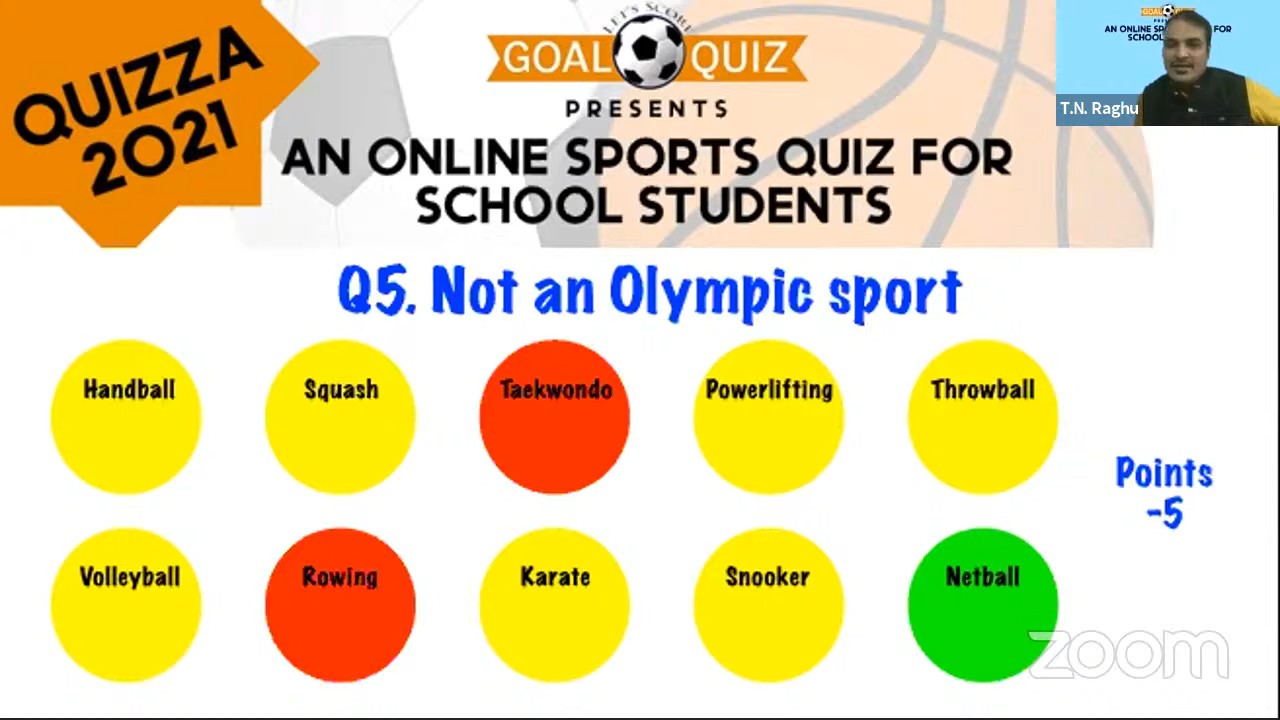 QUIZZA
2021
LET'S SCORE
GOAL QUIZ
PRESENTS
AN ONLINE SPORTS QUIZ FOR
SCHOOL STUDENTS
T.N. Raghu
Q5. Not an Olympic sport
Handball Squash Taekwondo Powerlifting Throwball
Points
-5
Volleyball Rowing Karate Snooker Netball
zoom